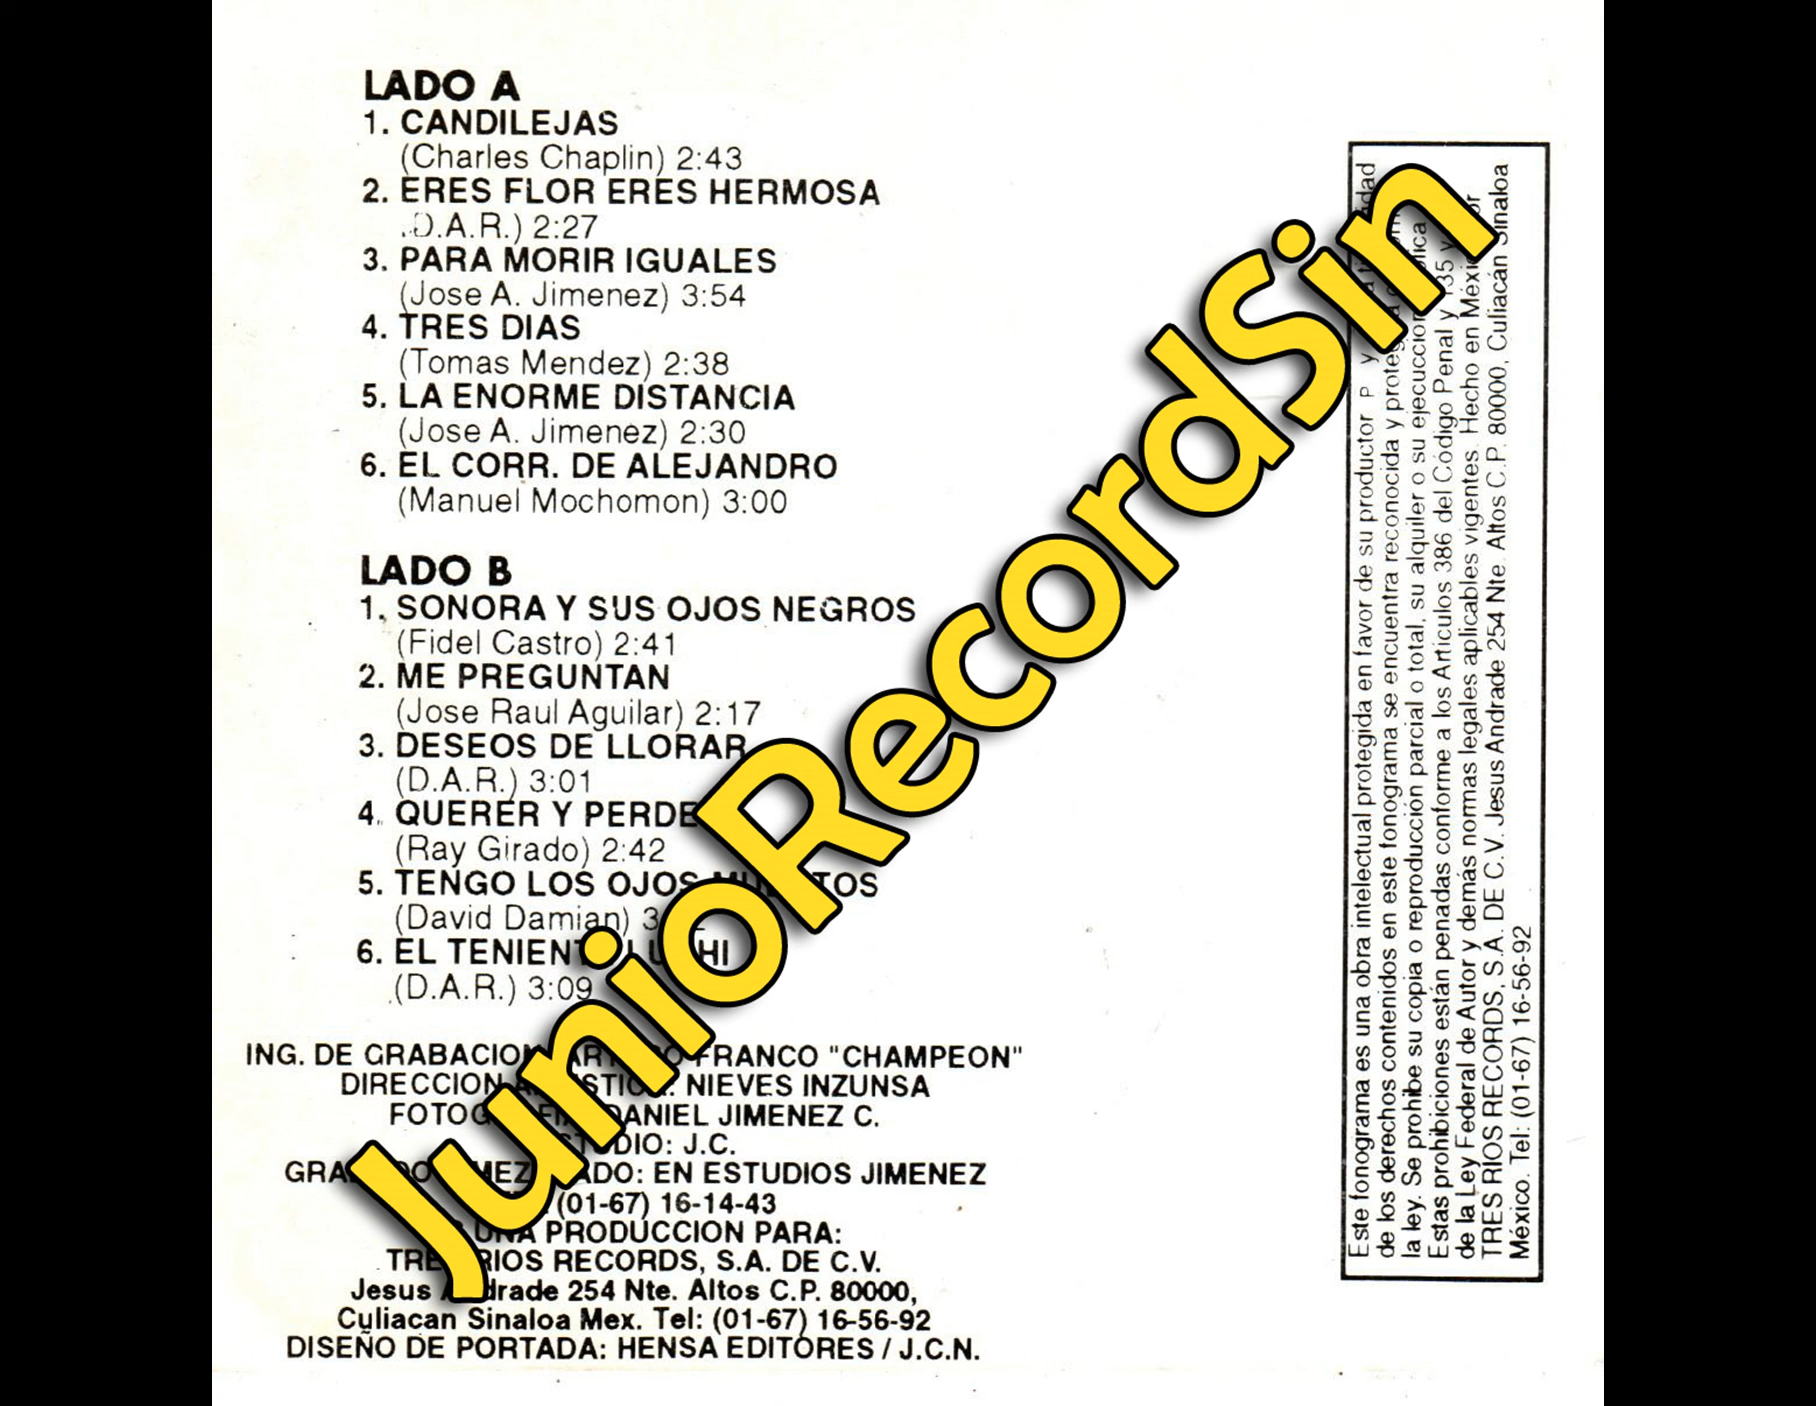 LADO A
1. CANDILEJAS
(Charles Chaplin) 2:43
2. ERES FLOR ERES HERMOSA
D.A.R.) 2:27
3. PARA MORIR IGUALES
(Jose A. Jimenez) 3:54
4. TRES DIAS
(Tomas Mendez) 2:38
5. LA ENORME DISTANCIA
(Jose A. Jimenez) 2:30
6. EL CORR. DE ALEJANDRO
(Manuel Mochomon) 3:00
LADO B
1. SONORA Y SUS OJOS NEGROS
(Fidel Castro) 2:41
2. ME PREGUNTAN
(Jose Raul Aguilar) 2:17
3. DESEOS DE LLORAR
(D.A.R.) 3:01
4. QUERER Y
(Ray Girado) 2:42
5. TENGO LOS OJOS
(David Damian)
6. EL
(D.A.R.) 3:09
ING. DE FRANCO "CHAMPEON"
DIRECCION NIEVES INZUNSA
DANIEL JIMENEZ C.
J.C.
EN ESTUDIOS JIMENEZ
(01-67) 16-14-43
UNA PRODUCCION PARA:
RIOS RECORDS, S.A. DE C.V.
Jesus 254 Nte. Altos C.P. 80000,
Culiacan Sinaloa Mex. Tel: (01-67) 16-56-92
DISEÑO DE PORTADA: HENSA EDITORES / J.C.N.
JunioRecordSin
Este fonograma es una obra intelectual protegida en favor de su productor P y
de los derechos contenidos en este fonograma se encuentra reconocida y
la ley. Se prohibe su copia o reproducción parcial o total, su alquiler o su
Estas prohibiciones están penadas conforme a los Artículos 386 del Código Penal y 135
de la Ley Federal de Autor y demás normas legales aplicables vigentes. Hecho en
TRES RIOS RECORDS, S.A. DE C.V. Jesus Andrade 254 Nte. Altos C.P. 80000, Culiacán Sinaloa
México. Tel: (01-67) 16-56-92